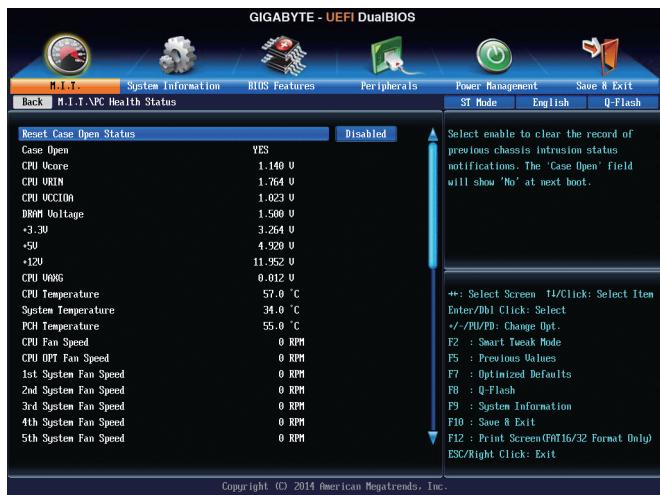 GIGABYTE - UEFI DualBIOS
M.I.T. System Information BIOS Features Peripherals Power Management Save & Exit
Back M.I.T.\PC Health Status ST Mode English Q-Flash
Reset Case Open Status Disabled
Case Open YES
CPU Vcore 1.140 V
CPU VRIN 1.764 V
CPU VCCIOA 1.023 V
DRAM Voltage 1.500 V
+3.3V 3.264 V
+5V 4.920 V
+12V 11.952 V
CPU VAXG 0.012 V
CPU Temperature 57.0 °C
System Temperature 34.0 °C
PCH Temperature 55.0 °C
CPU Fan Speed 0 RPM
CPU OPT Fan Speed 0 RPM
1st System Fan Speed 0 RPM
2nd System Fan Speed 0 RPM
3rd System Fan Speed 0 RPM
4th System Fan Speed 0 RPM
5th System Fan Speed 0 RPM
Select enable to clear the record of
previous chassis intrusion status
notifications. The 'Case Open' field
will show 'No' at next boot.
→←: Select Screen ↑↓/Click: Select Item
Enter/Dbl Click: Select
+/-/PU/PD: Change Opt.
F2 : Smart Tweak Mode
F5 : Previous Values
F7 : Optimized Defaults
F8 : Q-Flash
F9 : System Information
F10 : Save & Exit
F12 : Print Screen(FAT16/32 Format Only)
ESC/Right Click: Exit
Copyright (C) 2014 American Megatrends, Inc.